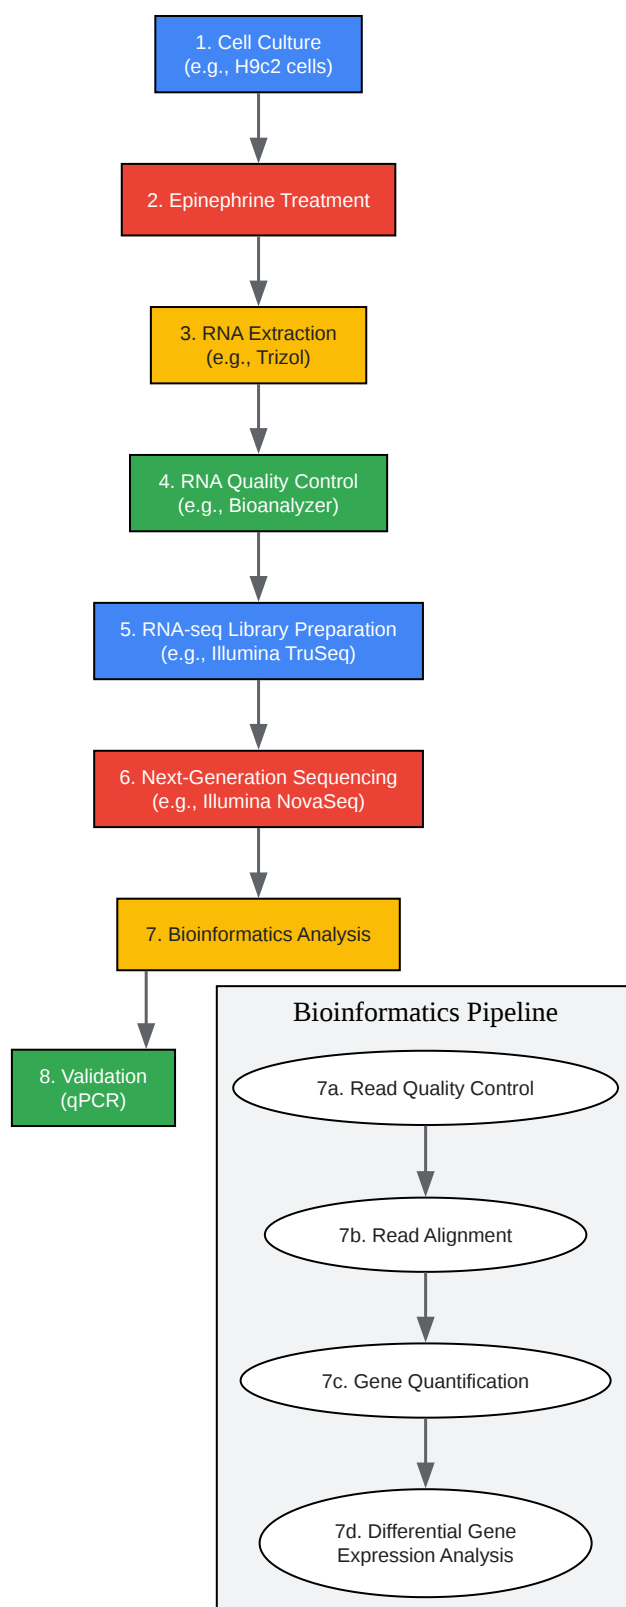 1. Cell Culture
(e.g., H9c2 cells)
2. Epinephrine Treatment
3. RNA Extraction
(e.g., Trizol)
4. RNA Quality Control
(e.g., Bioanalyzer)
5. RNA-seq Library Preparation
(e.g., Illumina TruSeq)
6. Next-Generation Sequencing
(e.g., Illumina NovaSeq)
7. Bioinformatics Analysis
8. Validation
(qPCR)
Bioinformatics Pipeline
7a. Read Quality Control
7b. Read Alignment
7c. Gene Quantification
7d. Differential Gene
Expression Analysis